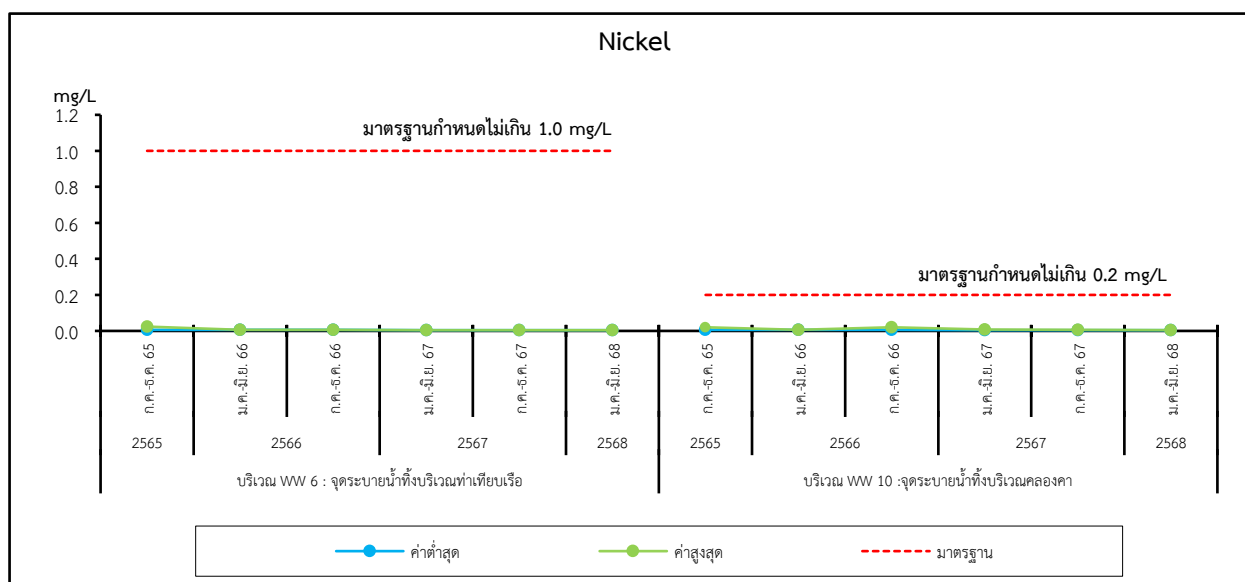 Nickel
mg/L
1.2
1.0
0.8
0.6
0.4
0.2
0.0
มาตรฐานกำหนดไม่เกิน 1.0 mg/L
มาตรฐานกำหนดไม่เกิน 0.2 mg/L
ก.ค.-ธ.ค. 65
ม.ค.-มิ.ย. 66
ก.ค.-ธ.ค. 66
ม.ค.-มิ.ย. 67
ก.ค.-ธ.ค. 67
ม.ค.-มิ.ย. 68
ก.ค.-ธ.ค. 65
ม.ค.-มิ.ย. 66
ก.ค.-ธ.ค. 66
ม.ค.-มิ.ย. 67
ก.ค.-ธ.ค. 67
ม.ค.-มิ.ย. 68
2565 2566 2567 2568 2565 2566 2567 2568
บริเวณ WW 6 : จุดระบายน้ำทิ้งบริเวณท่าเทียบเรือ
บริเวณ WW 10 :จุดระบายน้ำทิ้งบริเวณคลองคา
ค่าต่ำสุด ค่าสูงสุด มาตรฐาน